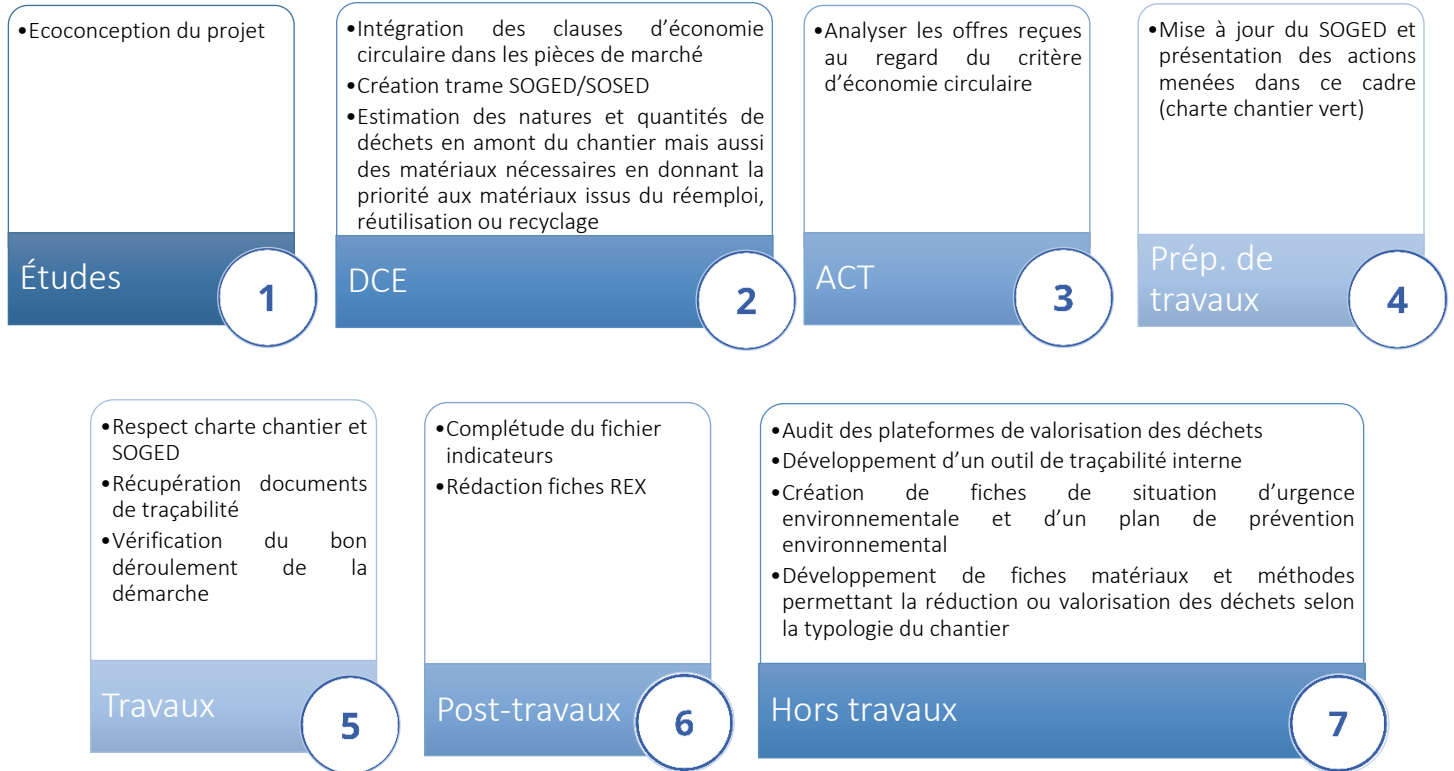 •Ecoconception du projet
Études
1
•Intégration des clauses d’économie
circulaire dans les pièces de marché
•Création trame SOGED/SOSED
•Estimation des natures et quantités de
déchets en amont du chantier mais aussi
des matériaux nécessaires en donnant la
priorité aux matériaux issus du réemploi,
réutilisation ou recyclage
DCE
2
•Analyser les offres reçues
au regard du critère
d’économie circulaire
ACT
3
•Mise à jour du SOGED et
présentation des actions
menées dans ce cadre
(charte chantier vert)
Prép. de
travaux
4
•Respect charte chantier et
SOGED
•Récupération documents
de traçabilité
•Vérification du bon
déroulement de la
démarche
Travaux
5
•Complétude du fichier
indicateurs
•Rédaction fiches REX
Post-travaux
6
•Audit des plateformes de valorisation des déchets
•Développement d’un outil de traçabilité interne
•Création de fiches de situation d’urgence
environnementale et d’un plan de prévention
environnemental
•Développement de fiches matériaux et méthodes
permettant la réduction ou valorisation des déchets selon
la typologie du chantier
Hors travaux
7